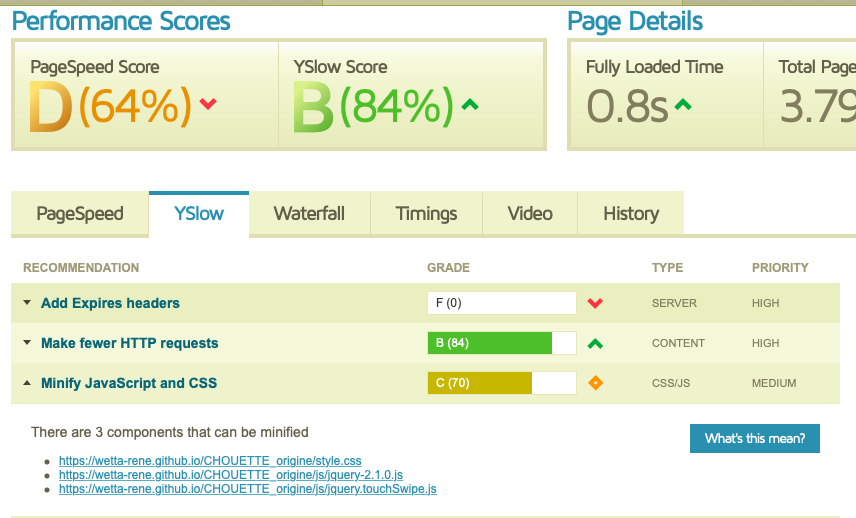 Performance Scores
Page Details
PageSpeed Score
YSlow Score
Fully Loaded Time
Total Page
D (64%)
B (84%)
0.8s
3.79
PageSpeed
YSlow
Waterfall
Timings
Video
History
RECOMMENDATION GRADE TYPE PRIORITY
Add Expires headers F (0) SERVER HIGH
Make fewer HTTP requests B (84) CONTENT HIGH
Minify JavaScript and CSS C (70) CSS/JS MEDIUM
There are 3 components that can be minified
What's this mean?
https://wetta-rene.github.io/CHOUETTE_origine/style.css
https://wetta-rene.github.io/CHOUETTE_origine/js/jquery-2.1.0.js
https://wetta-rene.github.io/CHOUETTE_origine/js/jquery.touchSwipe.js